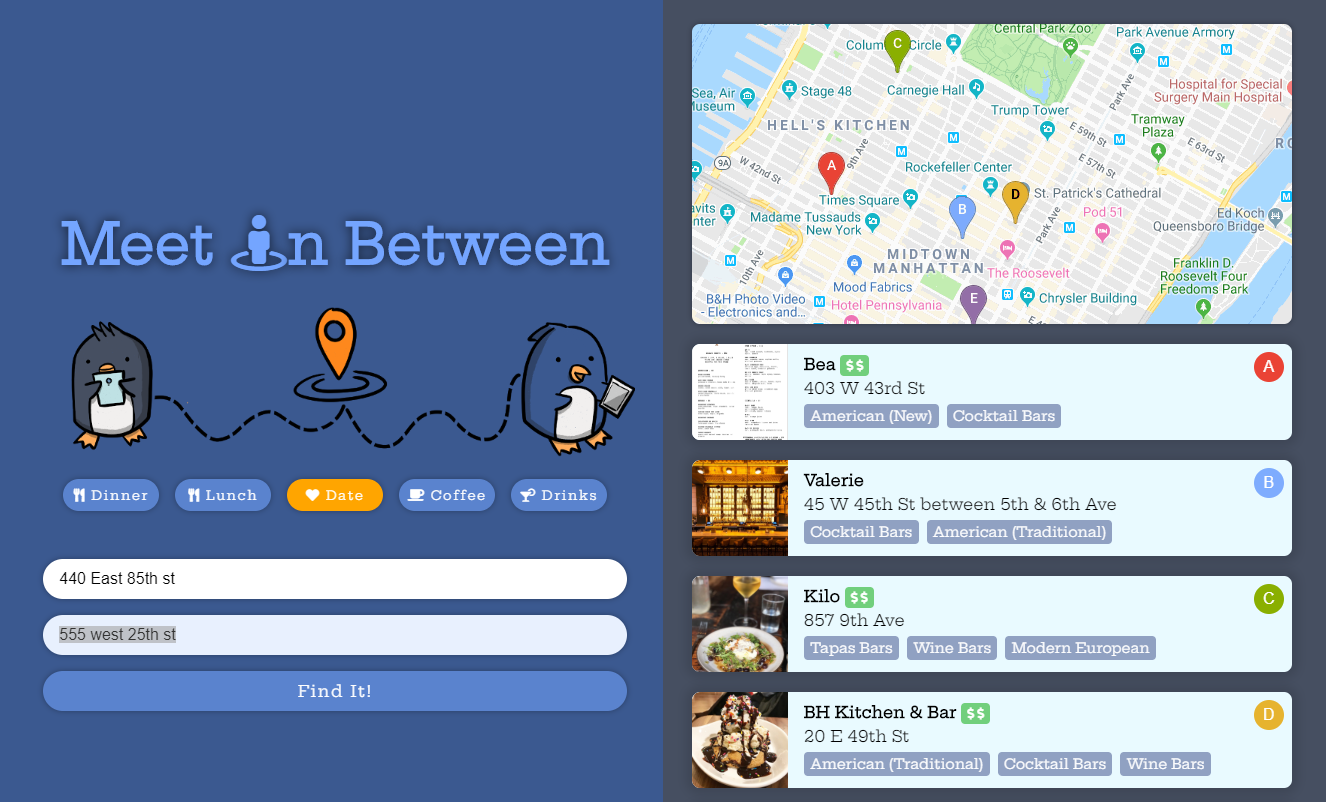 Meet in Between
Dinner
Lunch
Date
Coffee
Drinks
440 East 85th st
555 west 25th st
Find It!
Central Park Zoo
Park Avenue Armory
Circle
C
Hospital for Special
Surgery Main Hospital
Sea, Air
Stage 48
Carnegie Hall
Park Ave
Trump Tower
Tramway
Plaza
HELL'S KITCHEN
E 59th St
E 63rd St
9A
W 42nd St
9th Ave
E 57th St
A
Rockefeller Center
D
St. Patrick's Cathedral
Times Square
B
Madame Tussauds
New York
Park Ave
Pod 51
Ed Koch
Queensboro Bridge
MIDTOWN
MANHATTAN
10th Ave
The Roosevelt
Franklin D.
Roosevelt Four
Freedoms Park
Mood Fabrics
E
Chrysler Building
B&H Photo Video
- Electronics and...
Hotel Pennsylvania
Bea $$
A
403 W 43rd St
American (New)
Cocktail Bars
Valerie
B
45 W 45th St between 5th & 6th Ave
Cocktail Bars
American (Traditional)
Kilo $$
C
857 9th Ave
Tapas Bars
Wine Bars
Modern European
BH Kitchen & Bar $$
D
20 E 49th St
American (Traditional)
Cocktail Bars
Wine Bars